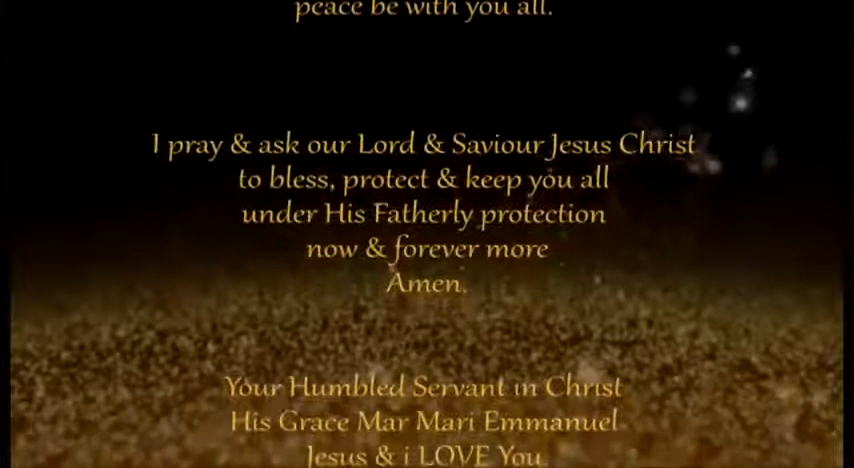 peace be with you all.
I pray & ask our Lord & Saviour Jesus Christ
to bless, protect & keep you all
under His Fatherly protection
now & forever more
Amen.
Your Humbled Servant in Christ
His Grace Mar Mari Emmanuel
Jesus & i LOVE You